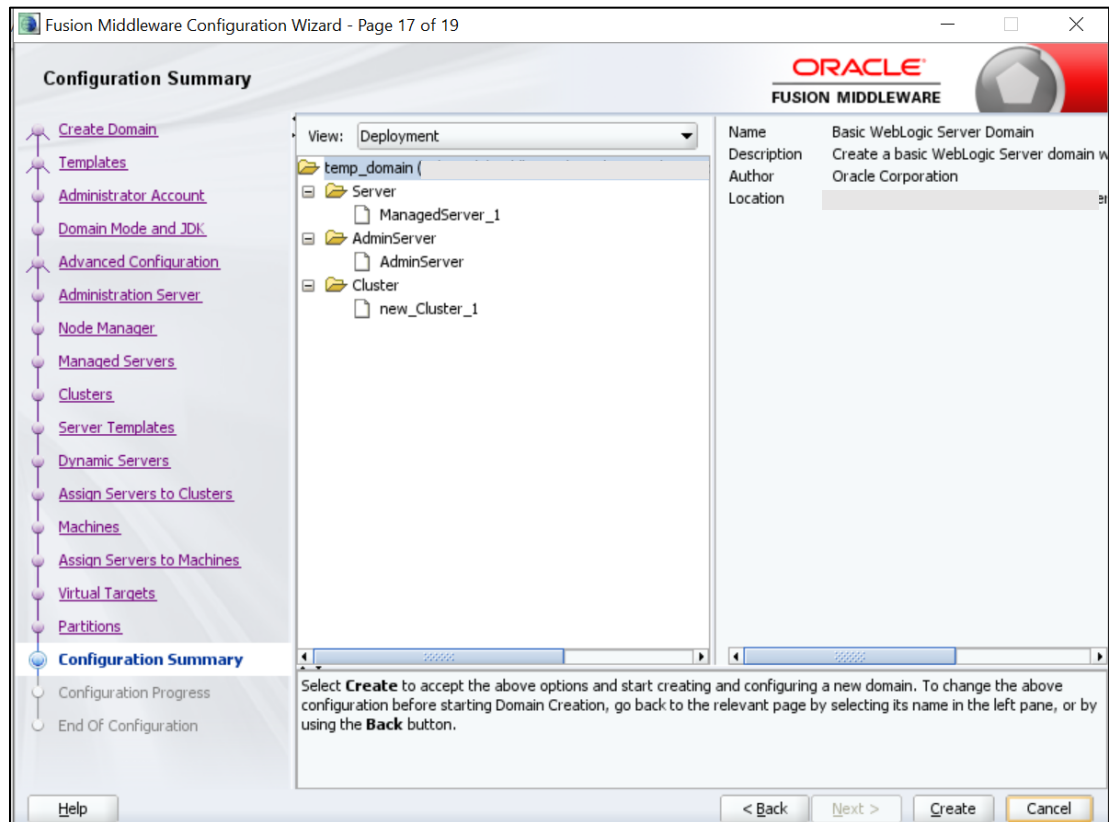 Fusion Middleware Configuration Wizard - Page 17 of 19
Configuration Summary
ORACLE
FUSION MIDDLEWARE
Create Domain
Templates
Administrator Account
Domain Mode and JDK
Advanced Configuration
Administration Server
Node Manager
Managed Servers
Clusters
Server Templates
Dynamic Servers
Assign Servers to Clusters
Machines
Assign Servers to Machines
Virtual Targets
Partitions
Configuration Summary
Configuration Progress
End Of Configuration
View: Deployment
temp_domain (
Server
ManagedServer_1
AdminServer
AdminServer
Cluster
new_Cluster_1
Name Basic WebLogic Server Domain
Description Create a basic WebLogic Server domain w
Author Oracle Corporation
Location
Select Create to accept the above options and start creating and configuring a new domain. To change the above
configuration before starting Domain Creation, go back to the relevant page by selecting its name in the left pane, or by
using the Back button.
Help
< Back Next > Create Cancel